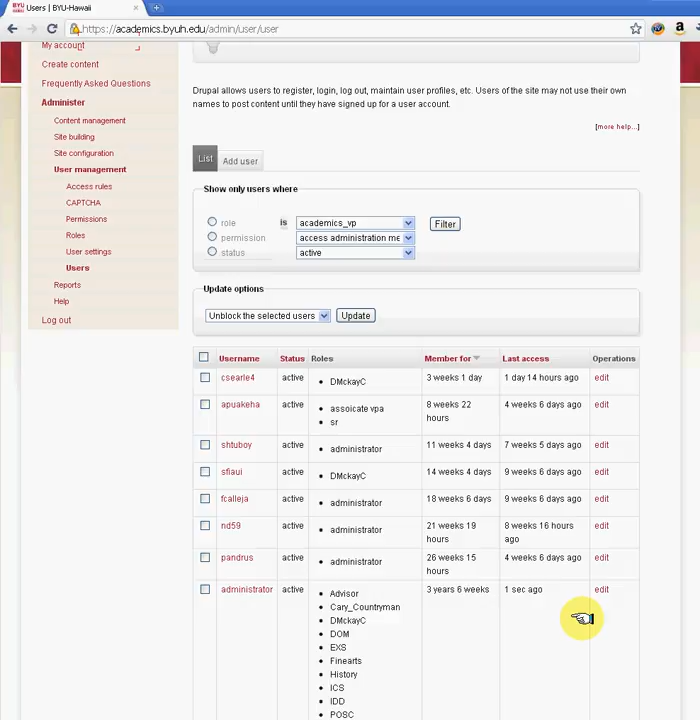 BYU
HAWAII
Users | BYU-Hawaii
https://academics.byuh.edu/admin/user/user
My account
Create content
Frequently Asked Questions
Administer
Content management
Site building
Site configuration
User management
Access rules
CAPTCHA
Permissions
Roles
User settings
Users
Reports
Help
Log out
Drupal allows users to register, login, log out, maintain user profiles, etc. Users of the site may not use their own
names to post content until they have signed up for a user account.
[more help...]
List Add user
Show only users where
role is academics_vp Filter
permission access administration me
status active
Update options
Unblock the selected users Update
Username Status Roles Member for Last access Operations
csearle4 active DMckayC 3 weeks 1 day 1 day 14 hours ago edit
apuakeha active assoicate vpa 8 weeks 22 4 weeks 6 days ago edit
sr hours
shtuboy active administrator 11 weeks 4 days 7 weeks 5 days ago edit
sfiaui active DMckayC 14 weeks 4 days 9 weeks 6 days ago edit
fcalleja active administrator 18 weeks 6 days 9 weeks 6 days ago edit
nd59 active administrator 21 weeks 19 8 weeks 16 hours edit
hours ago
pandrus active administrator 26 weeks 15 4 weeks 6 days ago edit
hours
administrator active Advisor 3 years 6 weeks 1 sec ago edit
Cary_Countryman
DMckayC
DOM
EXS
Finearts
History
ICS
IDD
POSC